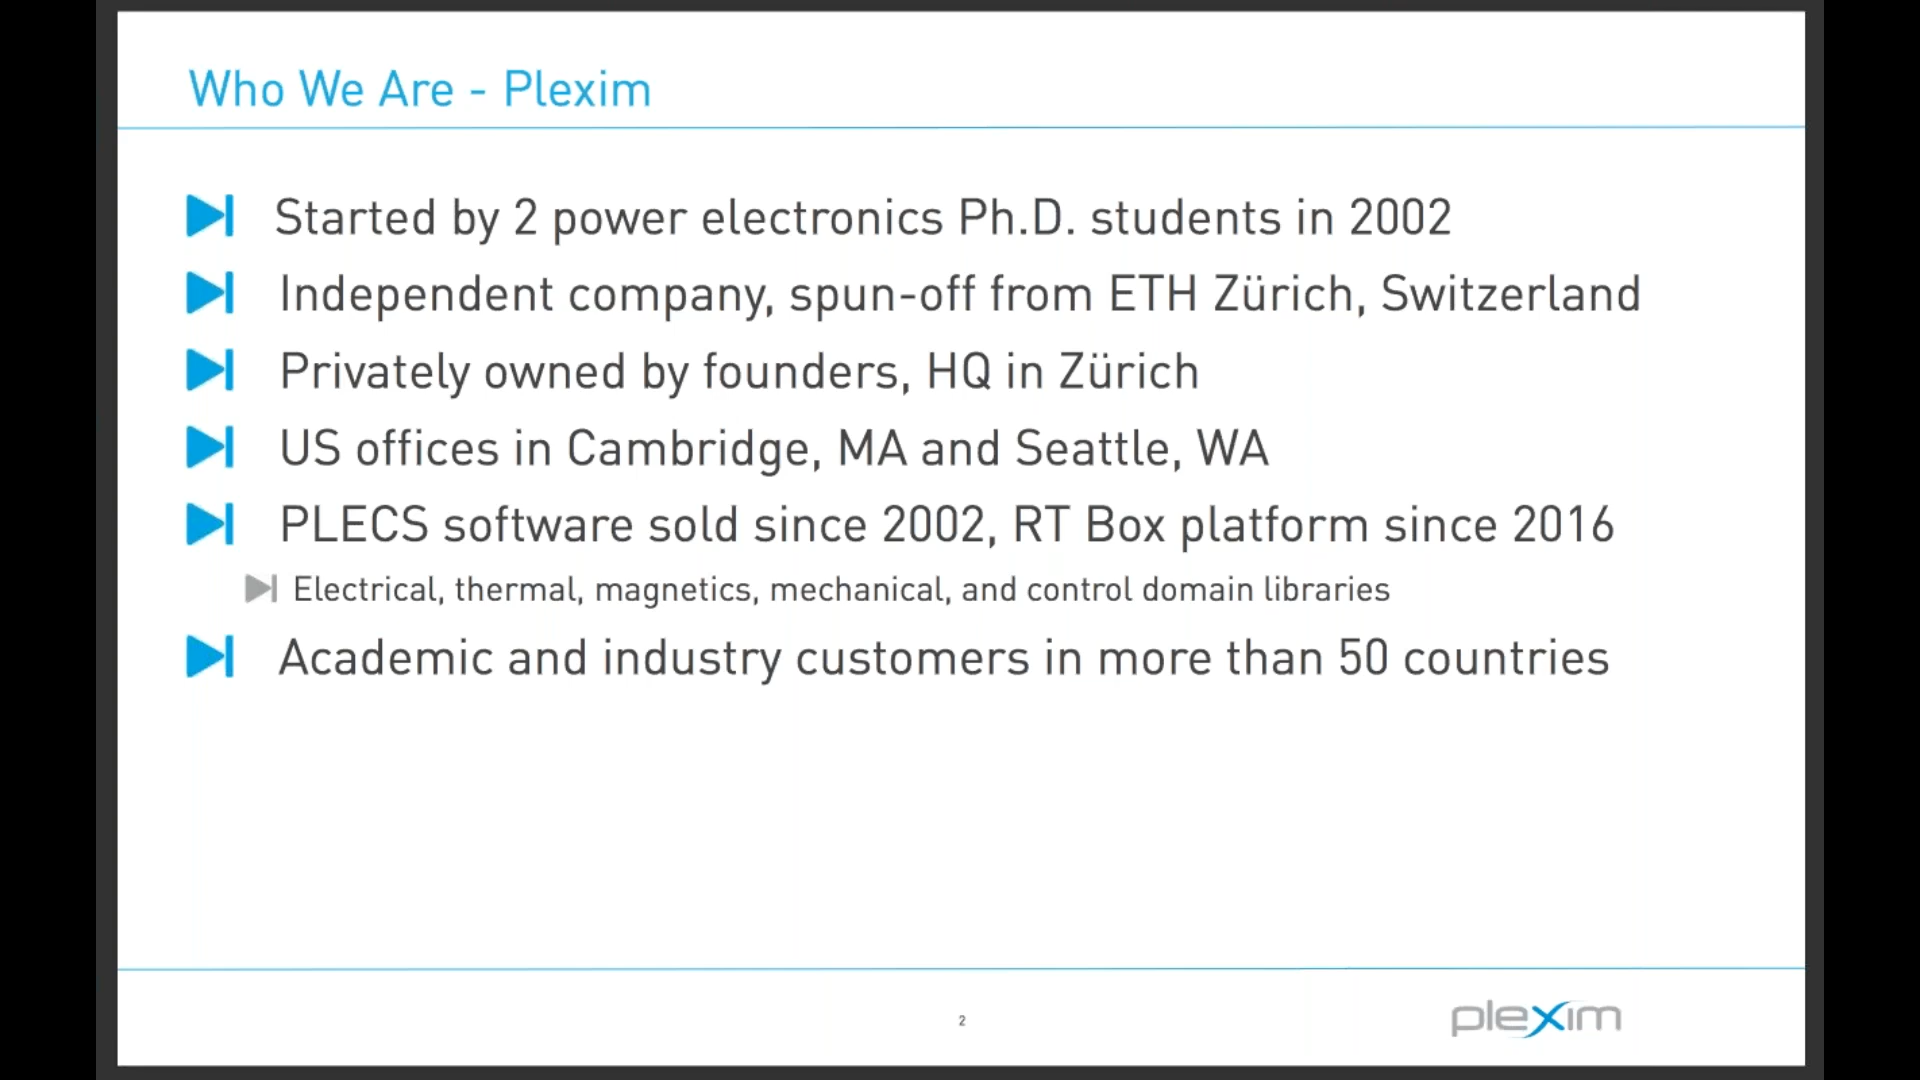 Who We Are - Plexim
Started by 2 power electronics Ph.D. students in 2002
Independent company, spun-off from ETH Zürich, Switzerland
Privately owned by founders, HQ in Zürich
US offices in Cambridge, MA and Seattle, WA
PLECS software sold since 2002, RT Box platform since 2016
Electrical, thermal, magnetics, mechanical, and control domain libraries
Academic and industry customers in more than 50 countries
2
plexim